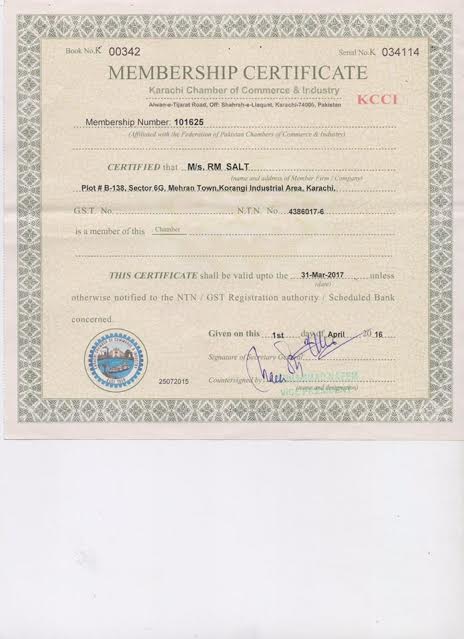 Book No.K 00342 Serial No.K 034114
MEMBERSHIP CERTIFICATE
Karachi Chamber of Commerce & Industry
Aiwan-e-Tijarat Road, Off: Shahrah-e-Liaquat, Karachi-74000, Pakistan
KCCI
Membership Number: 101625
(Affiliated with the Federation of Pakistan Chambers of Commerce & Industry)
CERTIFIED that M/s. RM SALT
(name and address of Member Firm / Company)
Plot # B-138, Sector 6G, Mehran Town,Korangi Industrial Area, Karachi.
G.S.T. No. N.T.N. No. 4386017-6
is a member of this Chamber
THIS CERTIFICATE shall be valid upto the 31-Mar-2017 unless
(date)
otherwise notified to the NTN / GST Registration authority / Scheduled Bank
concerned.
Given on this 1st day of April 20 16
Signature of Secretary
25072015
Countersigned by
(name and designation)
VICE PRESIDENT